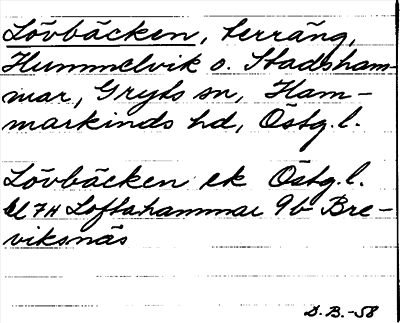 Lövbäcken, terräng,
Hummelvik o. Stadsham-
mar, Gryts sn, Ham-
markinds hd, Östg. l.
Lövbäcken ek Östg. l.
bl 7H Loftahammar 9b Bre-
viksnäs
D. B. -58